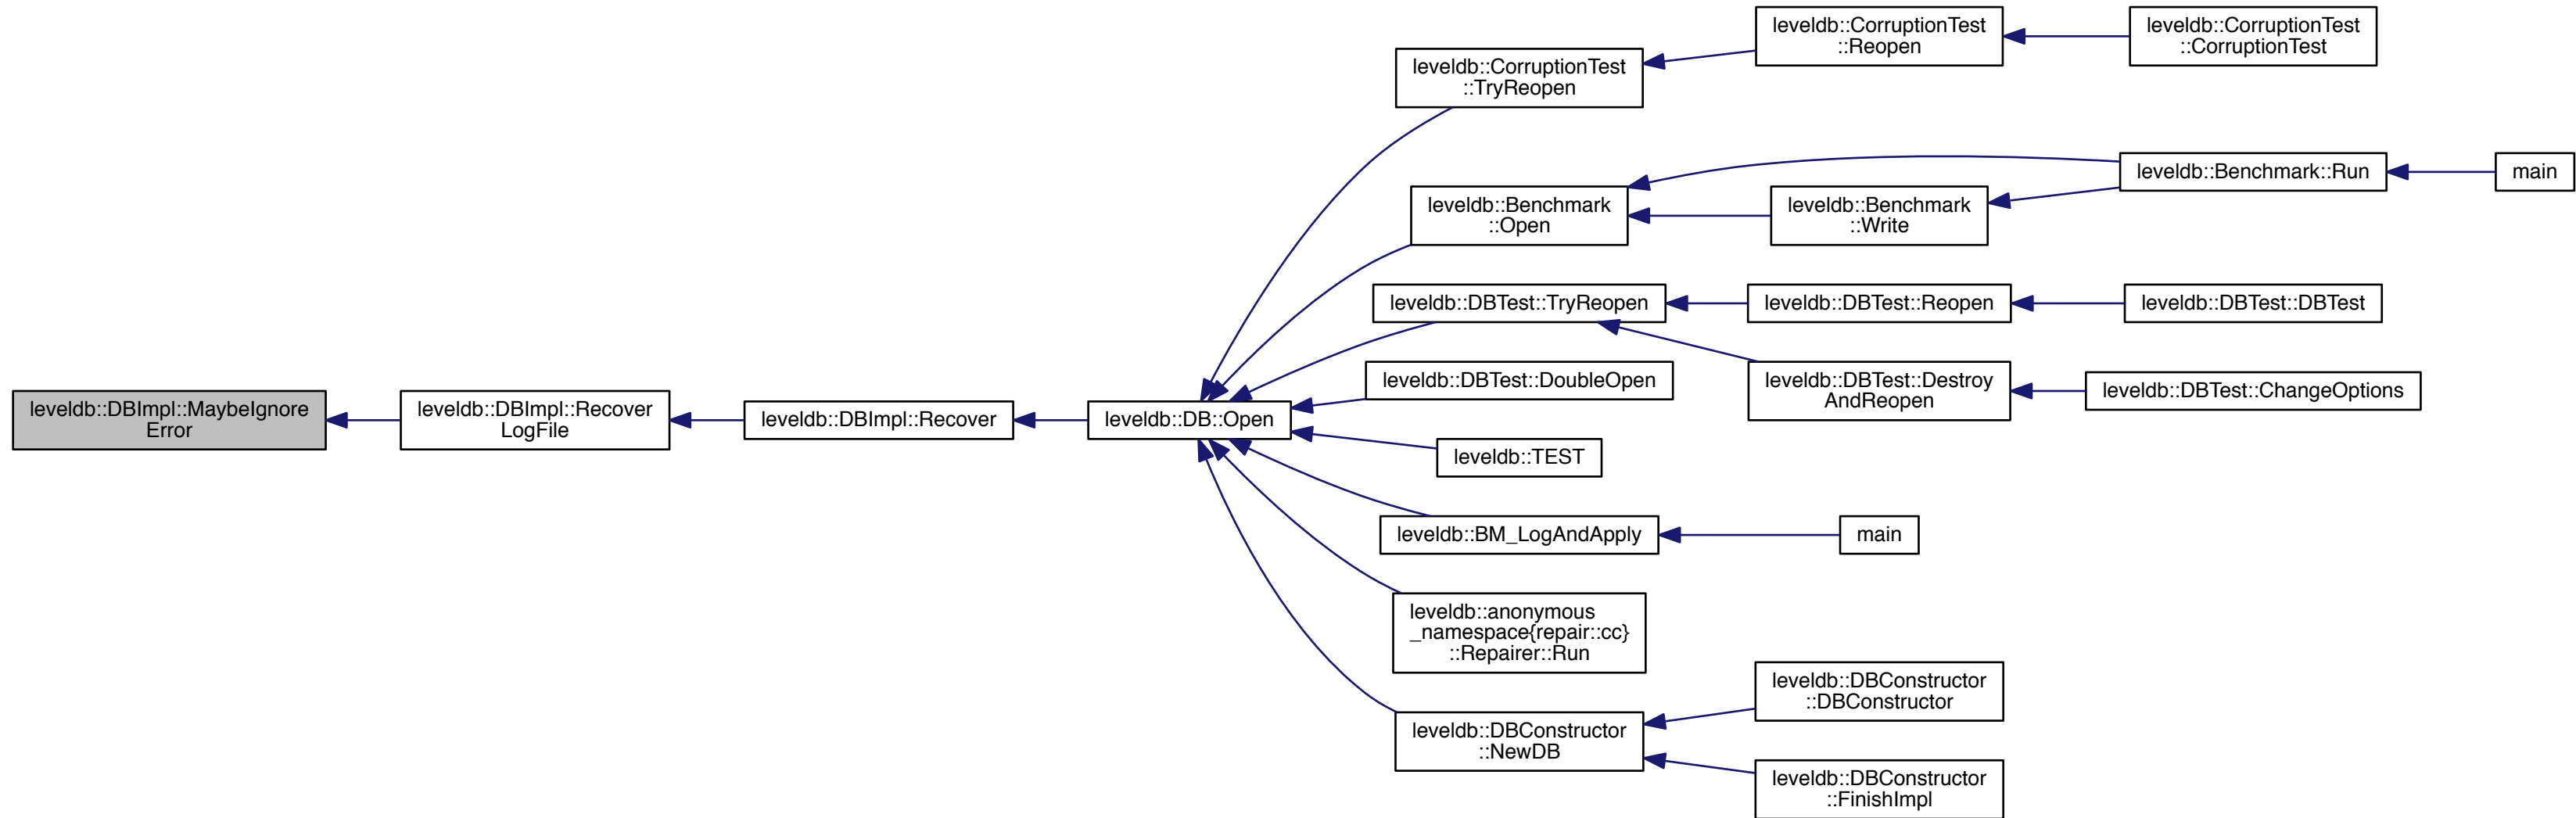 leveldb::DBImpl::MaybeIgnore
Error
leveldb::DBImpl::Recover
LogFile
leveldb::DBImpl::Recover
leveldb::DB::Open
leveldb::CorruptionTest
::TryReopen
leveldb::CorruptionTest
::Reopen
leveldb::CorruptionTest
::CorruptionTest
leveldb::Benchmark
::Open
leveldb::Benchmark
::Write
leveldb::Benchmark::Run
main
leveldb::DBTest::TryReopen
leveldb::DBTest::Reopen
leveldb::DBTest::DBTest
leveldb::DBTest::Destroy
AndReopen
leveldb::DBTest::ChangeOptions
leveldb::DBTest::DoubleOpen
leveldb::TEST
leveldb::BM_LogAndApply
main
leveldb::anonymous
_namespace{repair::cc}
::Repairer::Run
leveldb::DBConstructor
::NewDB
leveldb::DBConstructor
::DBConstructor
leveldb::DBConstructor
::FinishImpl